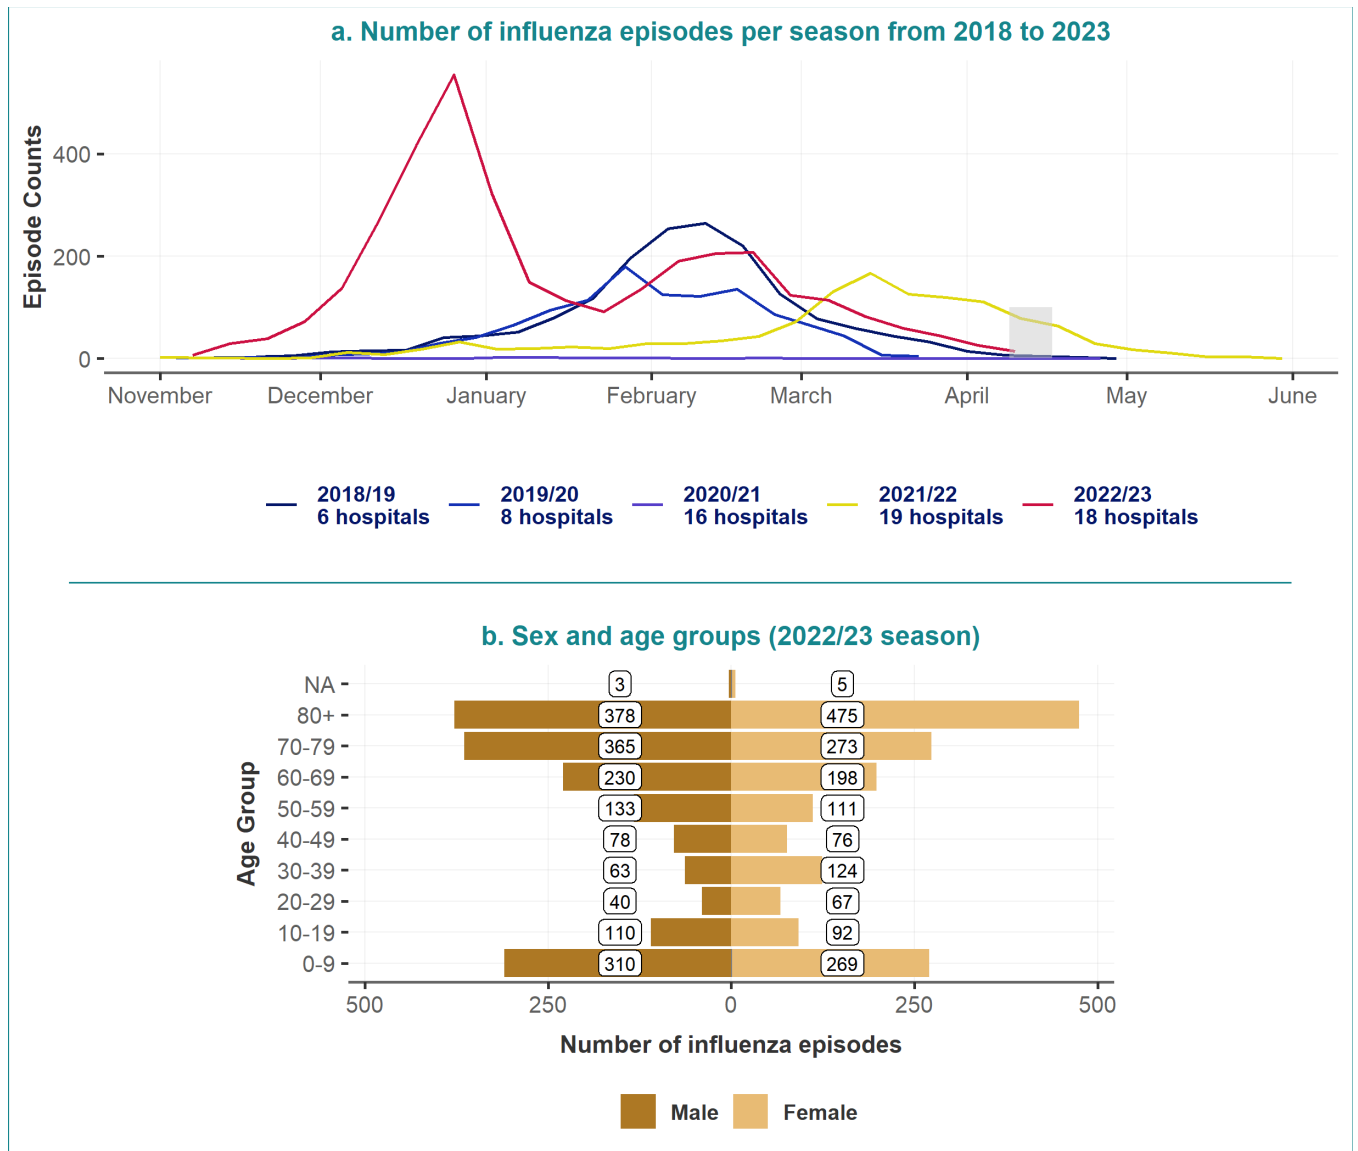 a. Number of influenza episodes per season from 2018 to 2023
Episode Counts
400
200
0
November December January February March April May June
2018/19 2019/20 2020/21 2021/22 2022/23
6 hospitals 8 hospitals 16 hospitals 19 hospitals 18 hospitals
b. Sex and age groups (2022/23 season)
Age Group
NA 3 5
80+ 378 475
70-79 365 273
60-69 230 198
50-59 133 111
40-49 78 76
30-39 63 124
20-29 40 67
10-19 110 92
0-9 310 269
500 250 0 250 500
Number of influenza episodes
Male Female